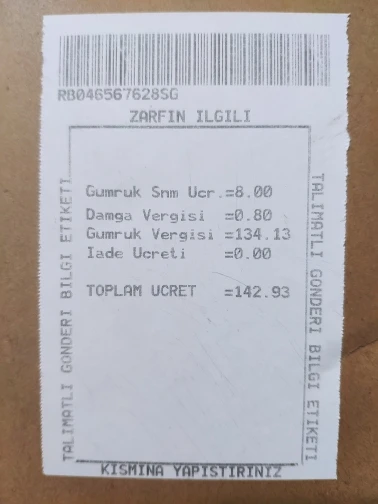 RB046567628SG
ZARFIN ILGILI
TALIMATLI GONDERI BILGI ETIKETI
Gumruk Snm Ucr.=8.00
Damga Vergisi =0.80
Gumruk Vergisi =134.13
Iade Ucreti =0.00
TOPLAM UCRET =142.93
TALIMATLI GONDERI BILGI ETIKETI
KISMINA YAPISTIRINIZ